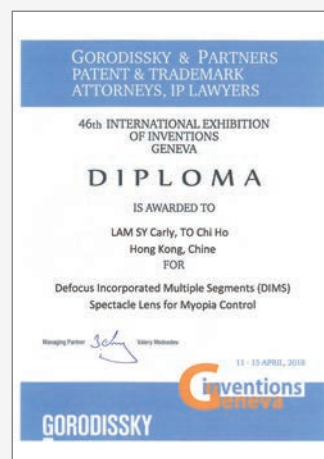 GORODISSKY & PARTNERS
PATENT & TRADEMARK
ATTORNEYS, IP LAWYERS
46th INTERNATIONAL EXHIBITION
OF INVENTIONS
GENEVA
DIPLOMA
IS AWARDED TO
LAM SY Carly, TO Chi Ho
Hong Kong, Chine
FOR
Defocus Incorporated Multiple Segments (DIMS)
Spectacle Lens for Myopia Control
Managing Partner Valery Medvedev
11 - 15 APRIL, 2018
inventions
Geneva
GORODISSKY